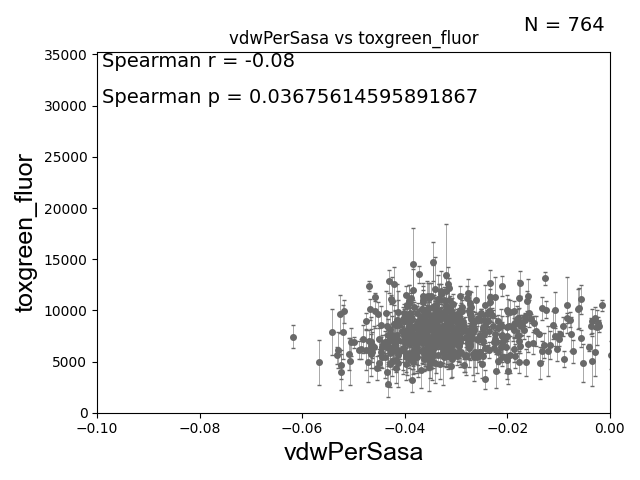 N = 764
vdwPerSasa vs toxgreen_fluor
Spearman r = -0.08
Spearman p = 0.03675614595891867
toxgreen_fluor
35000
30000
25000
20000
15000
10000
5000
0
−0.10 −0.08 −0.06 −0.04 −0.02 0.00
vdwPerSasa